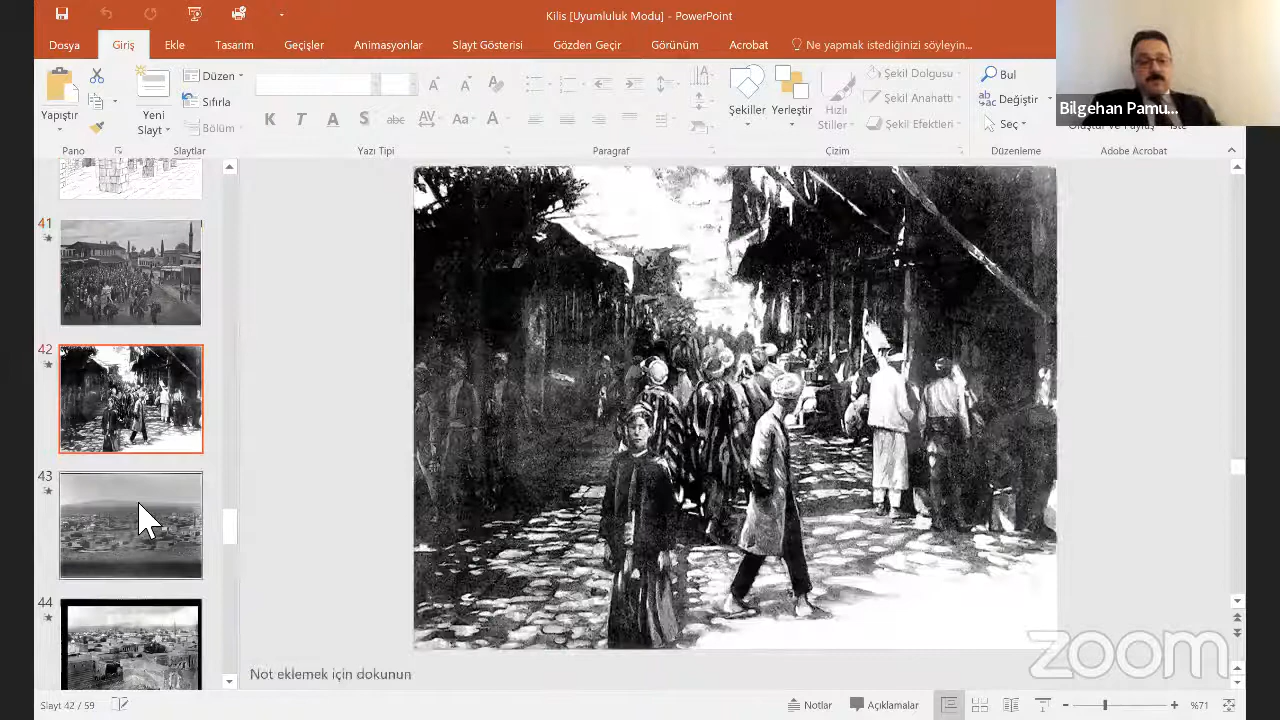 Kilis [Uyumluluk Modu] - PowerPoint
Dosya
Giriş
Ekle
Tasarım
Geçişler
Animasyonlar
Slayt Gösterisi
Gözden Geçir
Görünüm
Acrobat
Ne yapmak istediğinizi söyleyin...
Bilgehan Pamu...
Yapıştır
Yeni
Slayt
Düzen
Sıfırla
Bölüm
K T A S abc AV Aa A
Şekiller
Yerleştir
Hızlı
Stiller
Şekil Dolgusu
Şekil Anahattı
Şekil Efektleri
Bul
Değiştir
Seç
Pano
Slaytlar
Yazı Tipi
Paragraf
Çizim
Düzenleme
Adobe Acrobat
41
42
43
44
zoom
Not eklemek için dokunun
Slayt 42 / 59
Notlar
Açıklamalar
%71